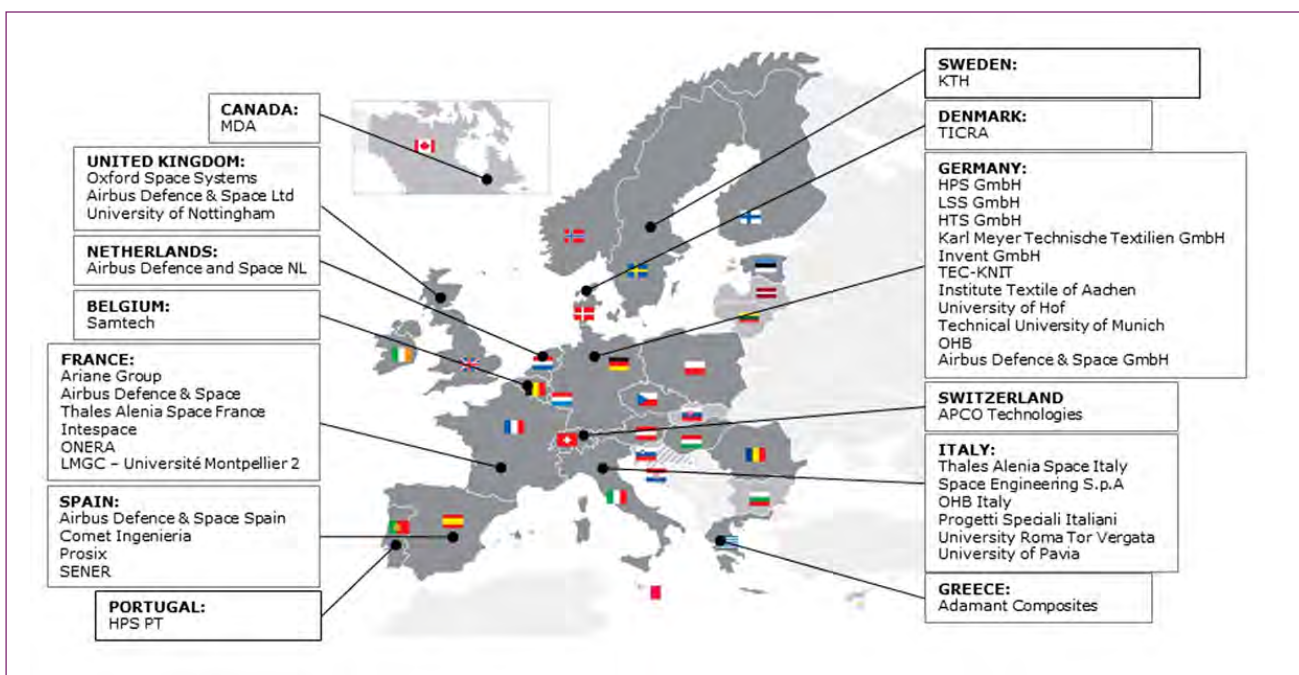 CANADA:
MDA
UNITED KINGDOM:
Oxford Space Systems
Airbus Defence & Space Ltd
University of Nottingham
NETHERLANDS:
Airbus Defence and Space NL
BELGIUM:
Samtech
FRANCE:
Ariane Group
Airbus Defence & Space
Thales Alenia Space France
Intespace
ONERA
LMGC – Université Montpellier 2
SPAIN:
Airbus Defence & Space Spain
Comet Ingenieria
Prosix
SENER
PORTUGAL:
HPS PT
SWEDEN:
KTH
DENMARK:
TICRA
GERMANY:
HPS GmbH
LSS GmbH
HTS GmbH
Karl Meyer Technische Textilien GmbH
Invent GmbH
TEC-KNIT
Institute Textile of Aachen
University of Hof
Technical University of Munich
OHB
Airbus Defence & Space GmbH
SWITZERLAND
APCO Technologies
ITALY:
Thales Alenia Space Italy
Space Engineering S.p.A
OHB Italy
Progetti Speciali Italiani
University Roma Tor Vergata
University of Pavia
GREECE:
Adamant Composites